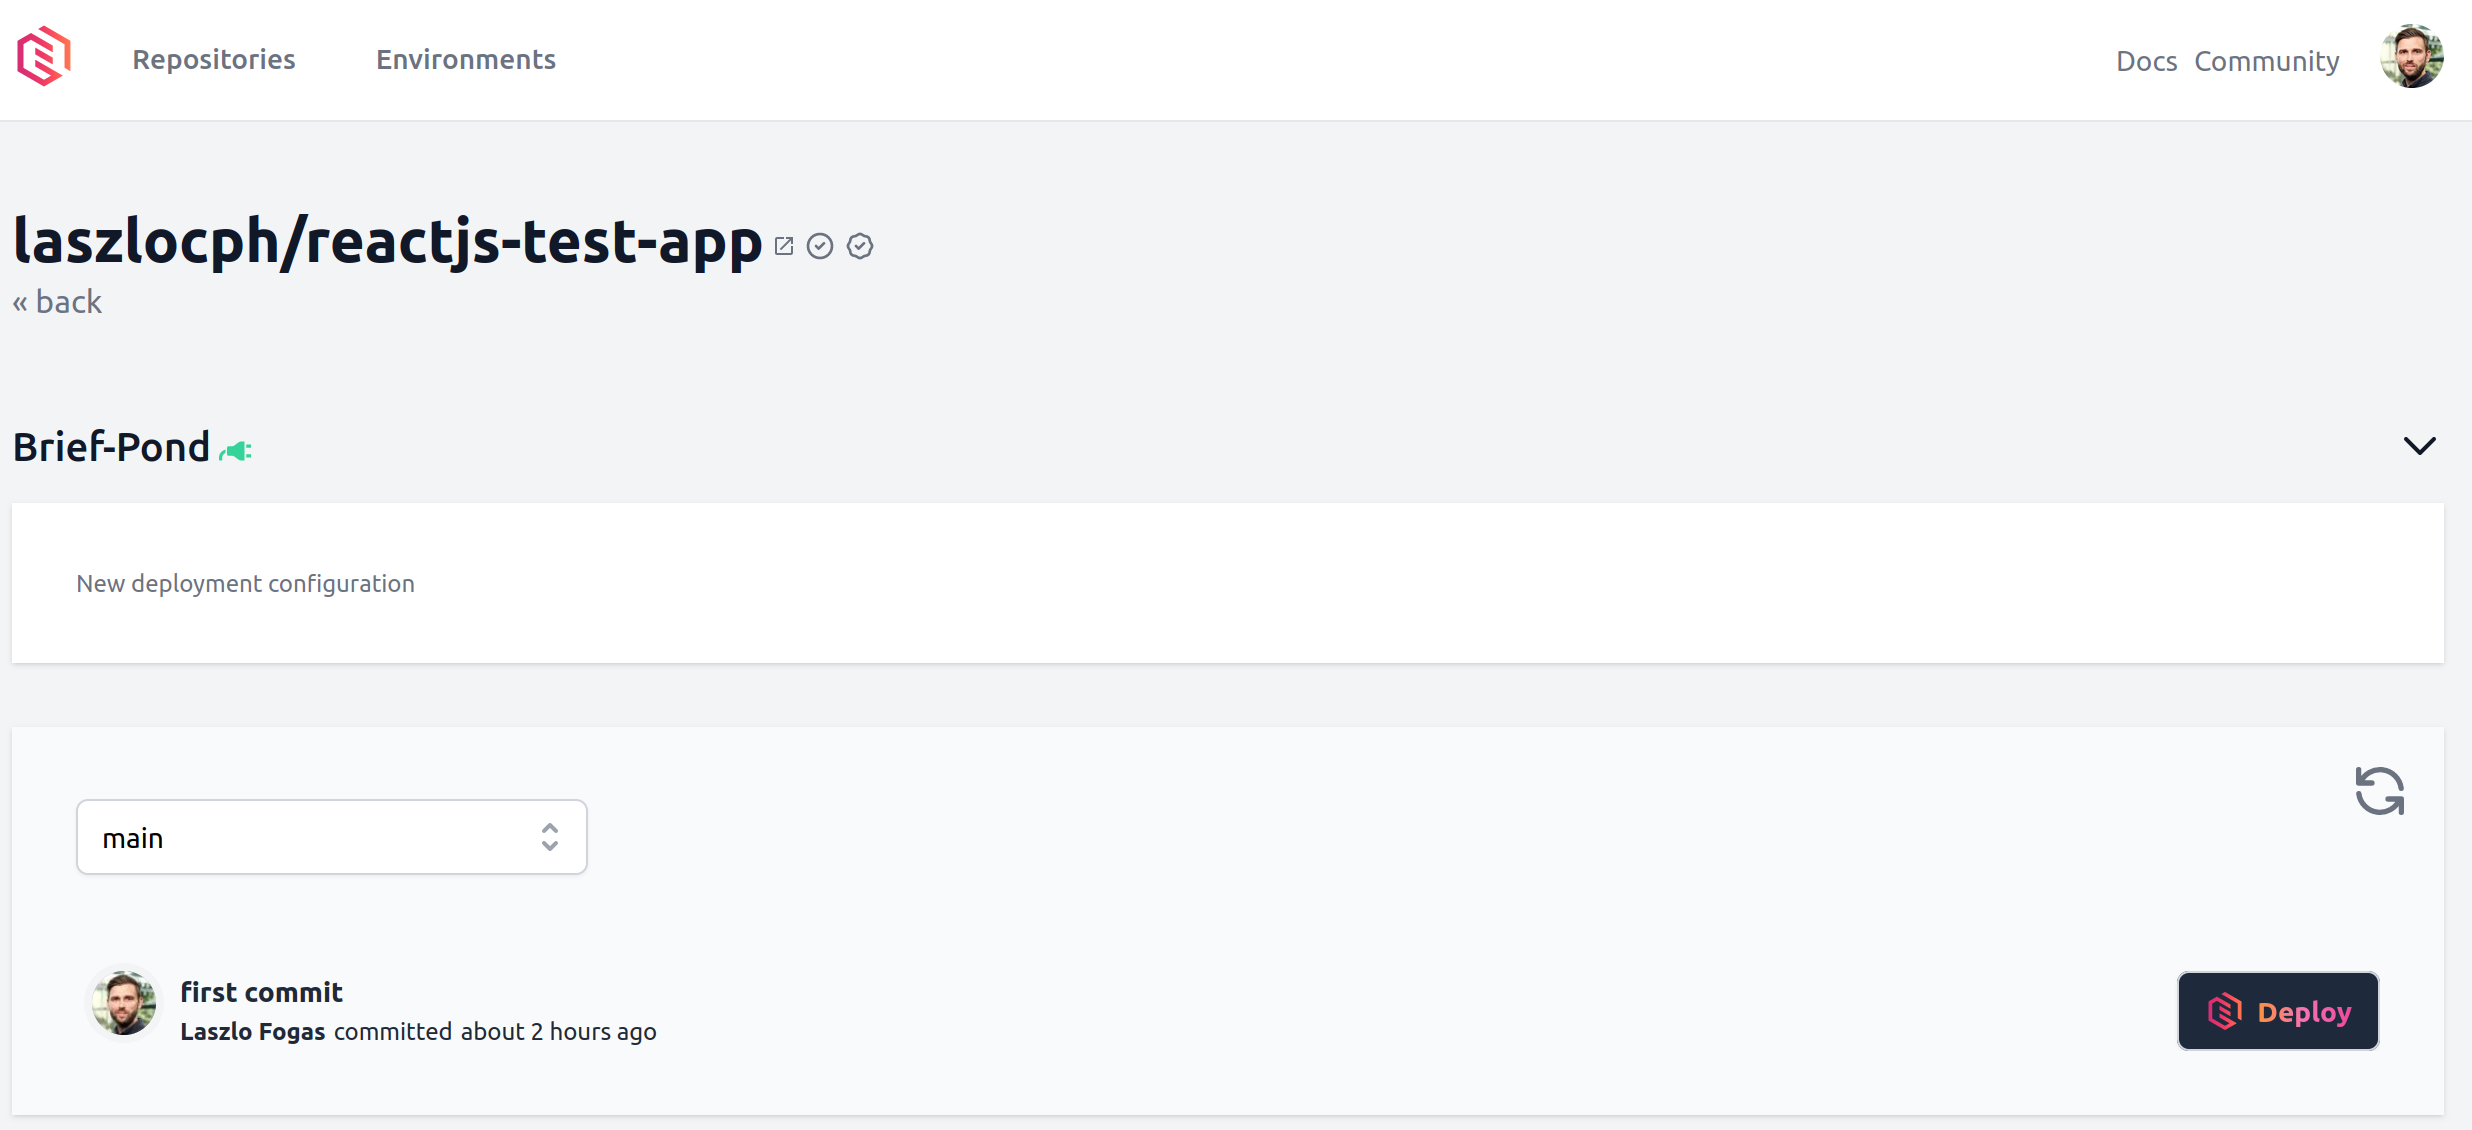 Repositories Environments Docs Community
laszlocph/reactjs-test-app
« back
Brief-Pond
New deployment configuration
main
first commit
Laszlo Fogas committed about 2 hours ago
Deploy